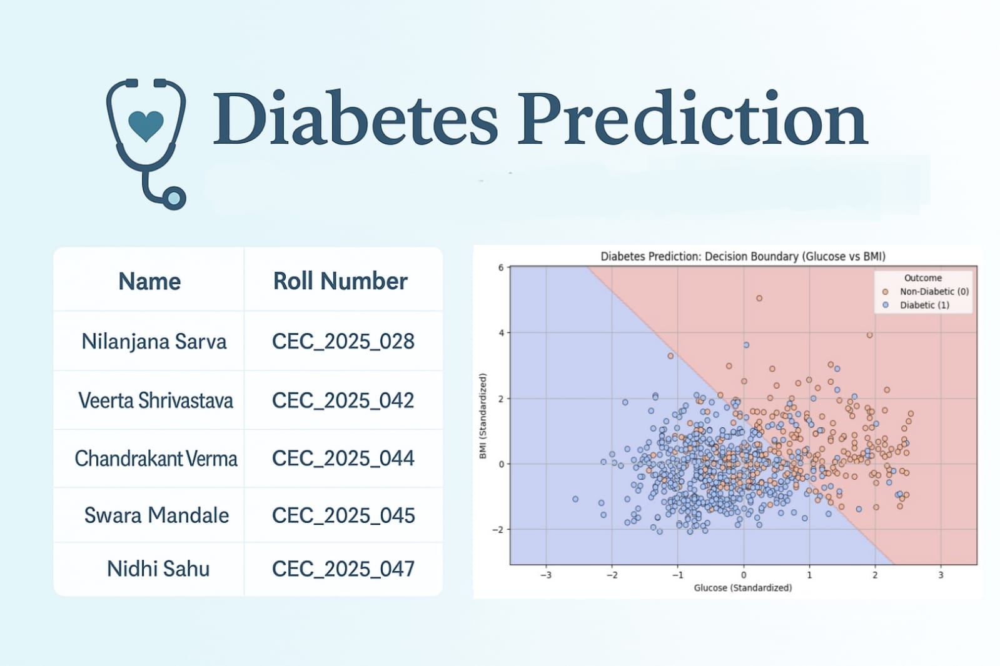 Diabetes Prediction
Name Roll Number
Nilanjana Sarva CEC_2025_028
Veerta Shrivastava CEC_2025_042
Chandrakant Verma CEC_2025_044
Swara Mandale CEC_2025_045
Nidhi Sahu CEC_2025_047
Diabetes Prediction: Decision Boundary (Glucose vs BMI)
Outcome
Non-Diabetic (0)
Diabetic (1)
BMI (Standardized)
6
4
2
0
−2
−3 −2 −1 0 1 2 3
Glucose (Standardized)